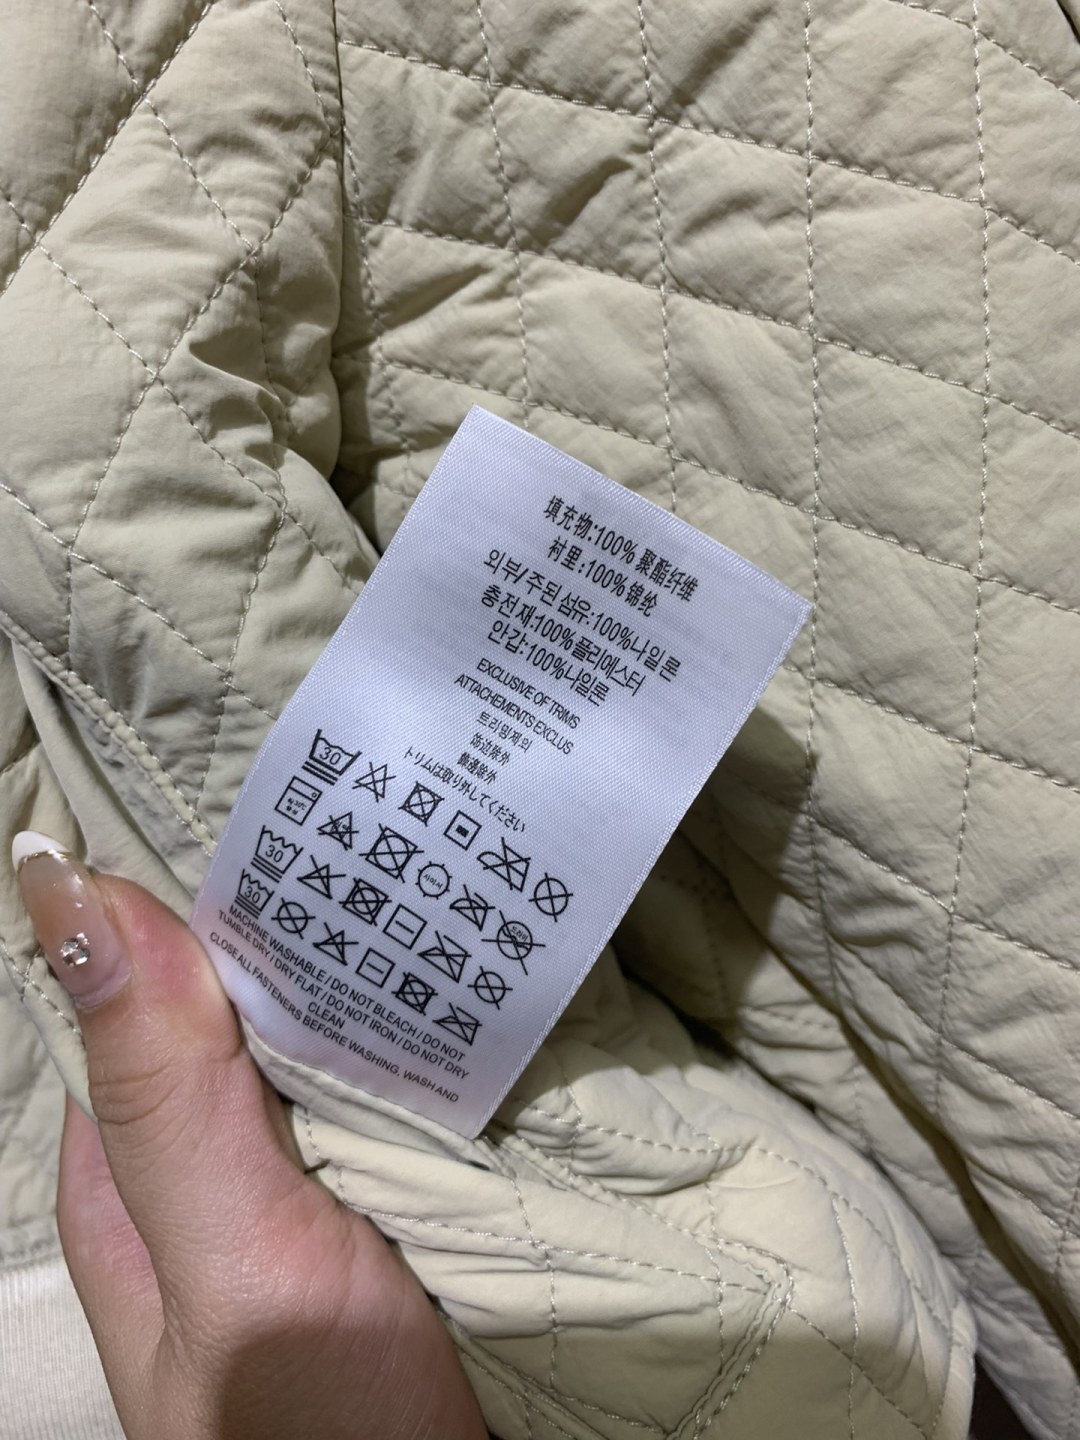 填充物:100% 聚酯纤维
衬里:100% 锦纶
외부/주된 섬유:100%나일론
충전재:100%폴리에스터
안감:100%나일론
EXCLUSIVE OF TRIMS
ATTACHEMENTS EXCLUS
트리밍제외
饰边除外
飾邊除外
トリムは取り外してください
30
30
30
MACHINE WASHABLE / DO NOT BLEACH / DO NOT
TUMBLE DRY / DRY FLAT / DO NOT IRON / DO NOT DRY
CLEAN
CLOSE ALL FASTENERS BEFORE WASHING, WASH AND